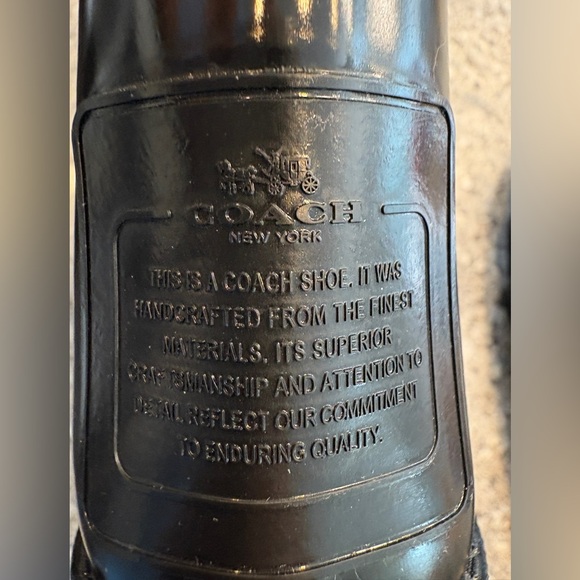 COACH
NEW YORK
THIS IS A COACH SHOE. IT WAS
HANDCRAFTED FROM THE FINEST
MATERIALS. ITS SUPERIOR
CRAFTSMANSHIP AND ATTENTION TO
DETAIL REFLECT OUR COMMITMENT
TO ENDURING QUALITY.